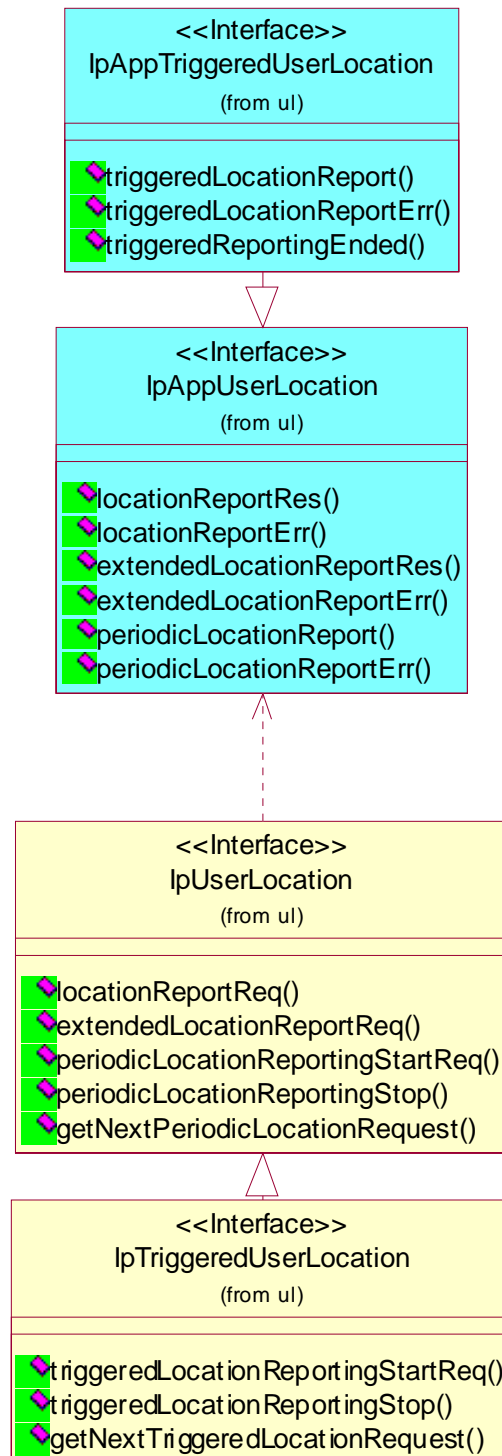 <<Interface>>
IpAppTriggeredUserLocation
(from ul)
triggeredLocationReport()
triggeredLocationReportErr()
triggeredReportingEnded()
<<Interface>>
IpAppUserLocation
(from ul)
locationReportRes()
locationReportErr()
extendedLocationReportRes()
extendedLocationReportErr()
periodicLocationReport()
periodicLocationReportErr()
<<Interface>>
IpUserLocation
(from ul)
locationReportReq()
extendedLocationReportReq()
periodicLocationReportingStartReq()
periodicLocationReportingStop()
getNextPeriodicLocationRequest()
<<Interface>>
IpTriggeredUserLocation
(from ul)
triggeredLocationReportingStartReq()
triggeredLocationReportingStop()
getNextTriggeredLocationRequest()